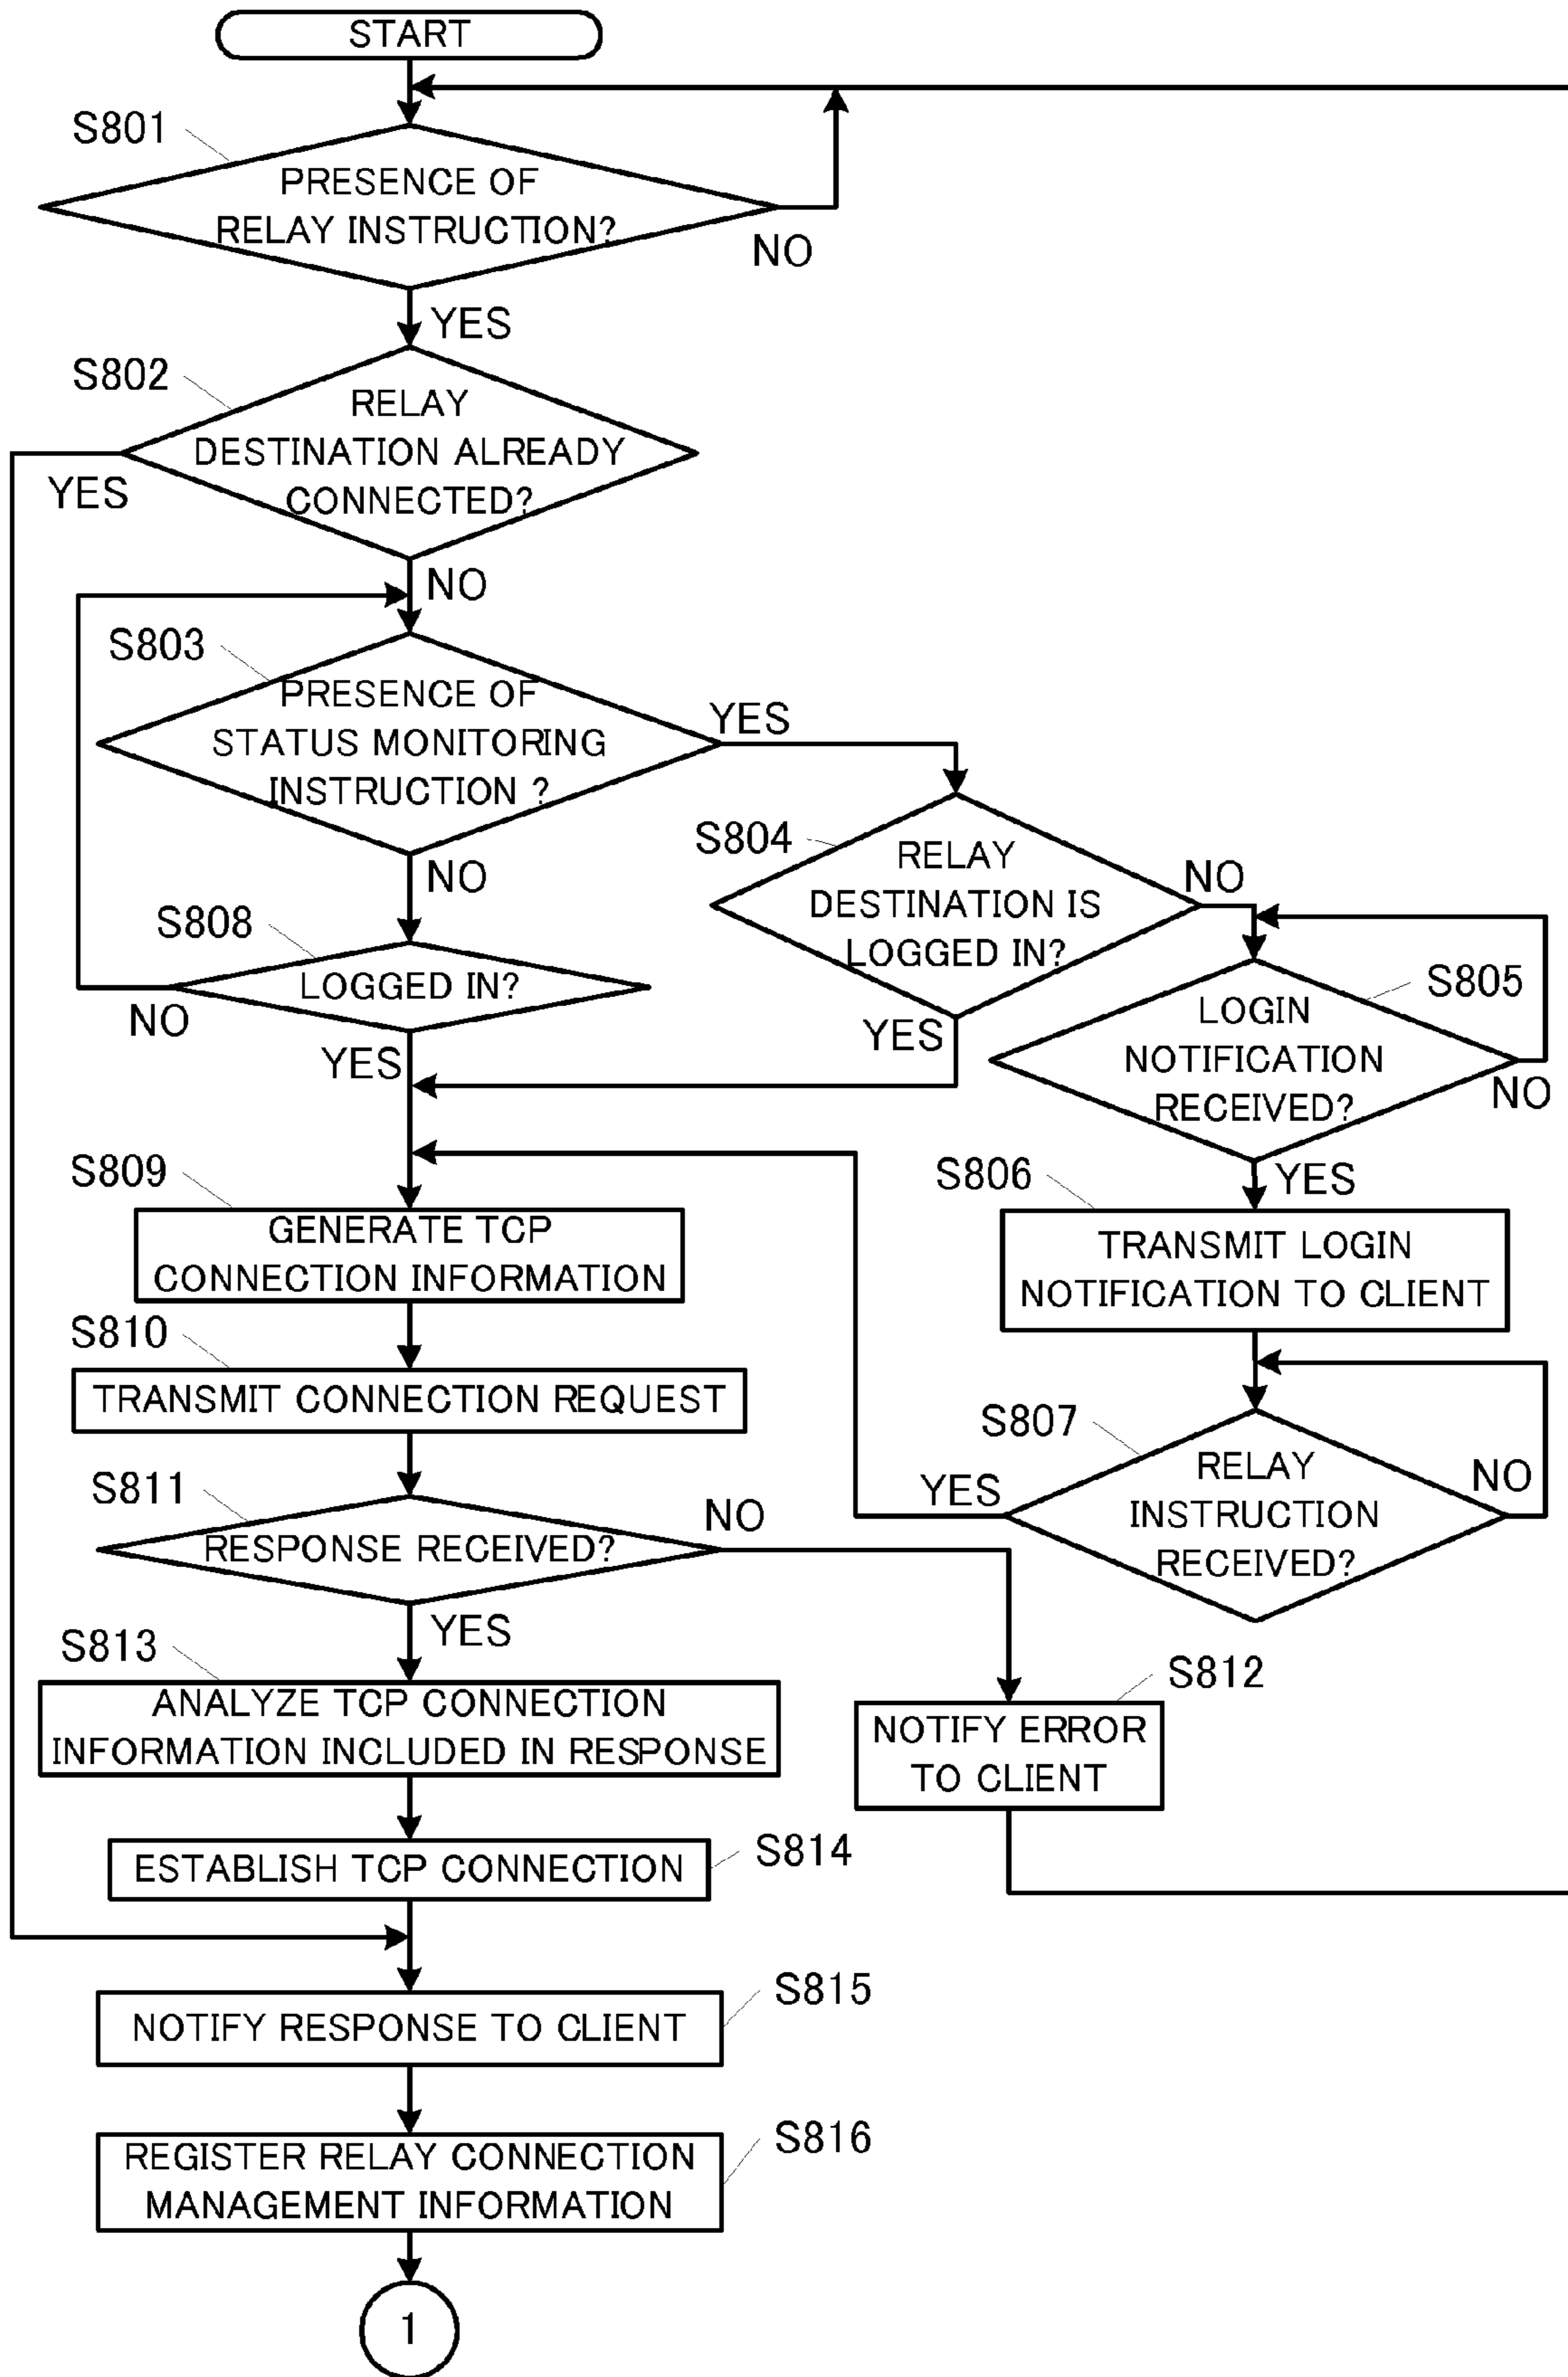 START
S801
PRESENCE OF
RELAY INSTRUCTION?
NO
YES
S802
RELAY
DESTINATION ALREADY
CONNECTED?
YES
NO
S803
PRESENCE OF
STATUS MONITORING
INSTRUCTION ?
YES
NO
S804
RELAY
DESTINATION IS
LOGGED IN?
NO
YES
S808
LOGGED IN?
NO
YES
S805
LOGIN
NOTIFICATION
RECEIVED?
NO
YES
S806
TRANSMIT LOGIN
NOTIFICATION TO CLIENT
S809
GENERATE TCP
CONNECTION INFORMATION
S810
TRANSMIT CONNECTION REQUEST
S807
RELAY
INSTRUCTION
RECEIVED?
YES
NO
S811
RESPONSE RECEIVED?
NO
YES
S812
NOTIFY ERROR
TO CLIENT
S813
ANALYZE TCP CONNECTION
INFORMATION INCLUDED IN RESPONSE
S814
ESTABLISH TCP CONNECTION
S815
NOTIFY RESPONSE TO CLIENT
S816
REGISTER RELAY CONNECTION
MANAGEMENT INFORMATION
1